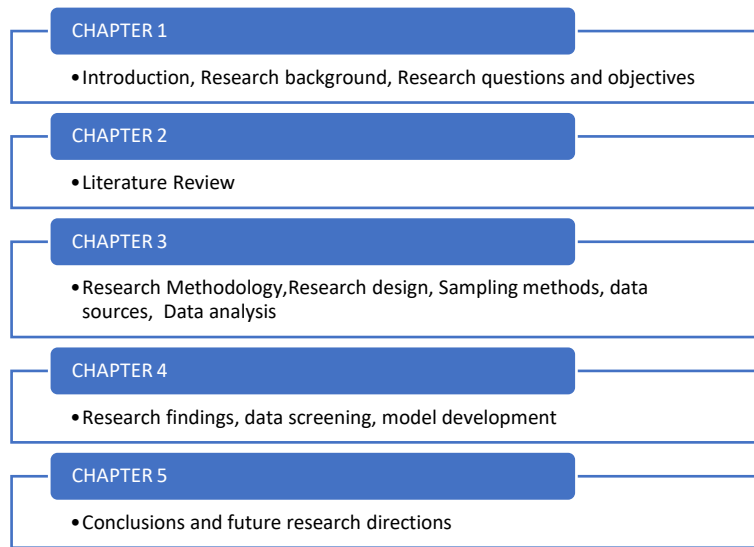 CHAPTER 1
•Introduction, Research background, Research questions and objectives
CHAPTER 2
•Literature Review
CHAPTER 3
•Research Methodology,Research design, Sampling methods, data
sources,  Data analysis
CHAPTER 4
•Research findings, data screening, model development
CHAPTER 5
•Conclusions and future research directions